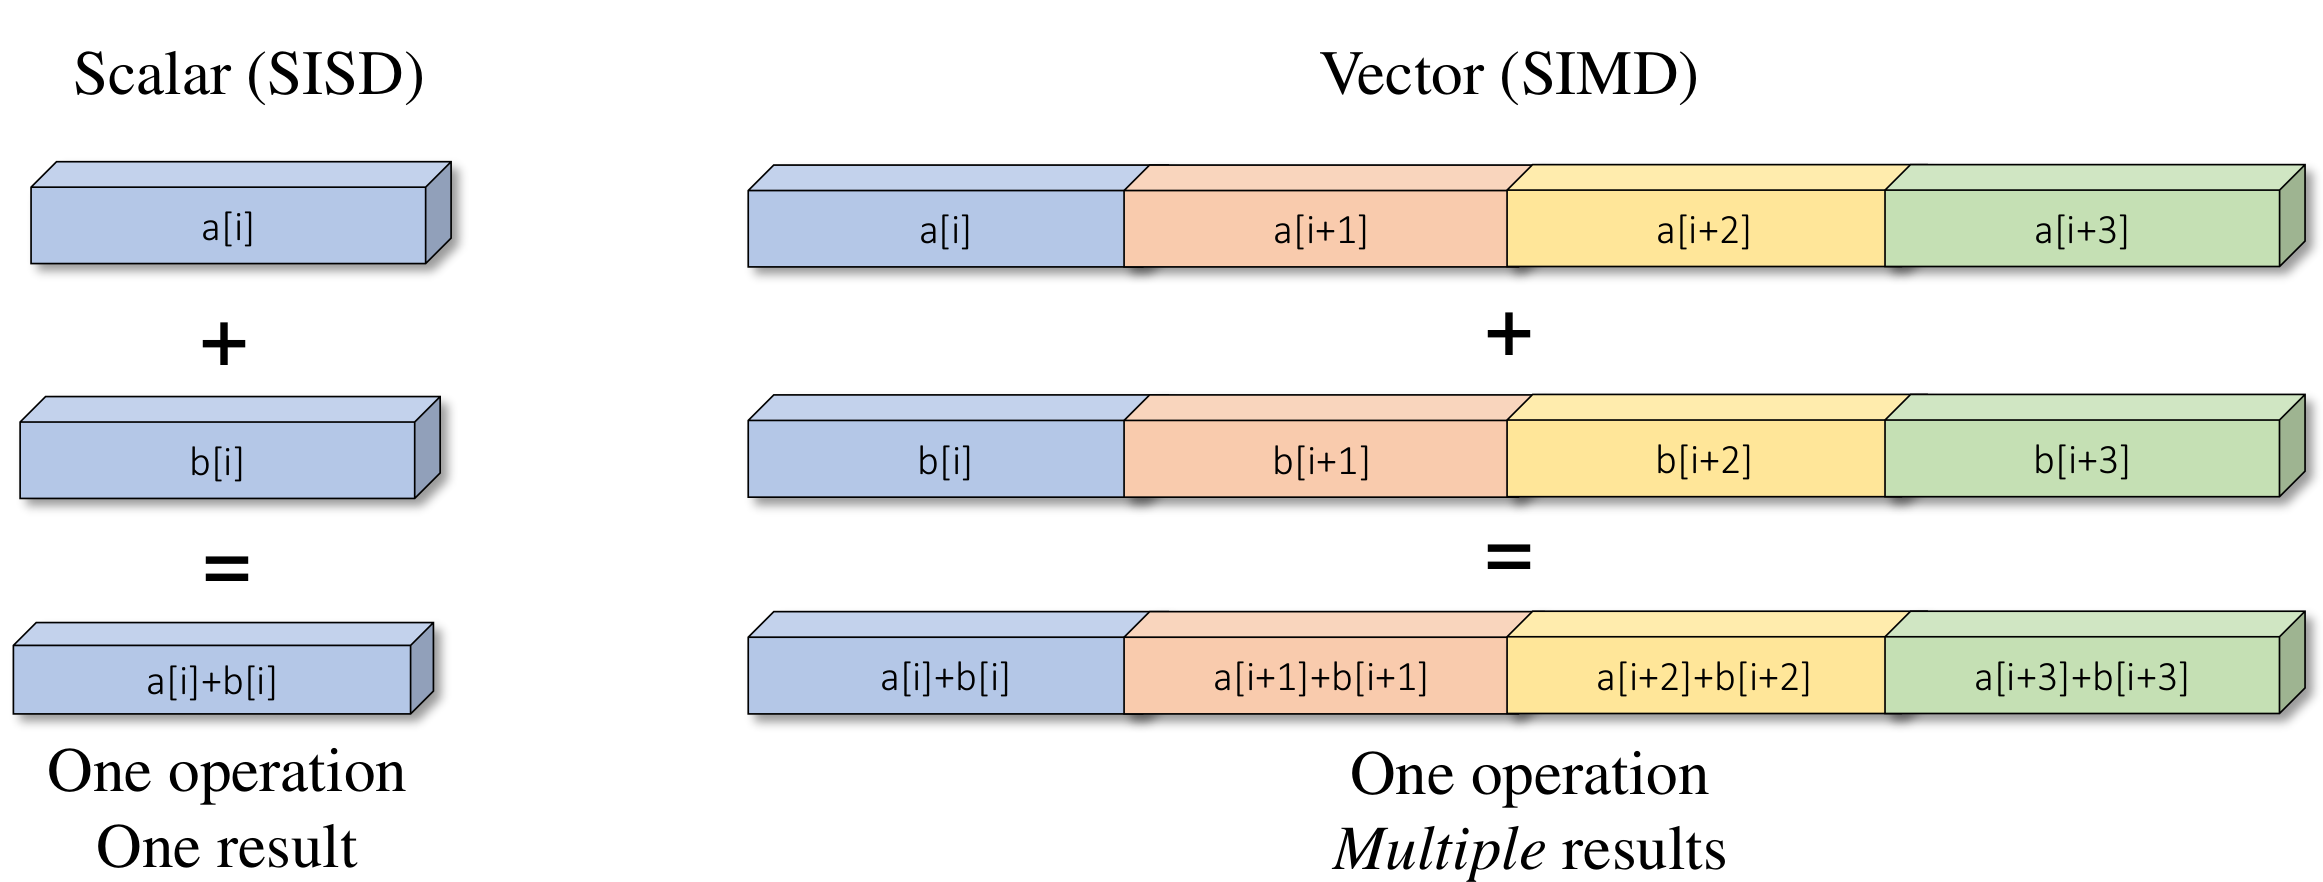 Scalar (SISD)
a[i]
+
b[i]
=
a[i]+b[i]
One operation
One result
Vector (SIMD)
a[i] a[i+1] a[i+2] a[i+3]
+
b[i] b[i+1] b[i+2] b[i+3]
=
a[i]+b[i] a[i+1]+b[i+1] a[i+2]+b[i+2] a[i+3]+b[i+3]
One operation
Multiple results